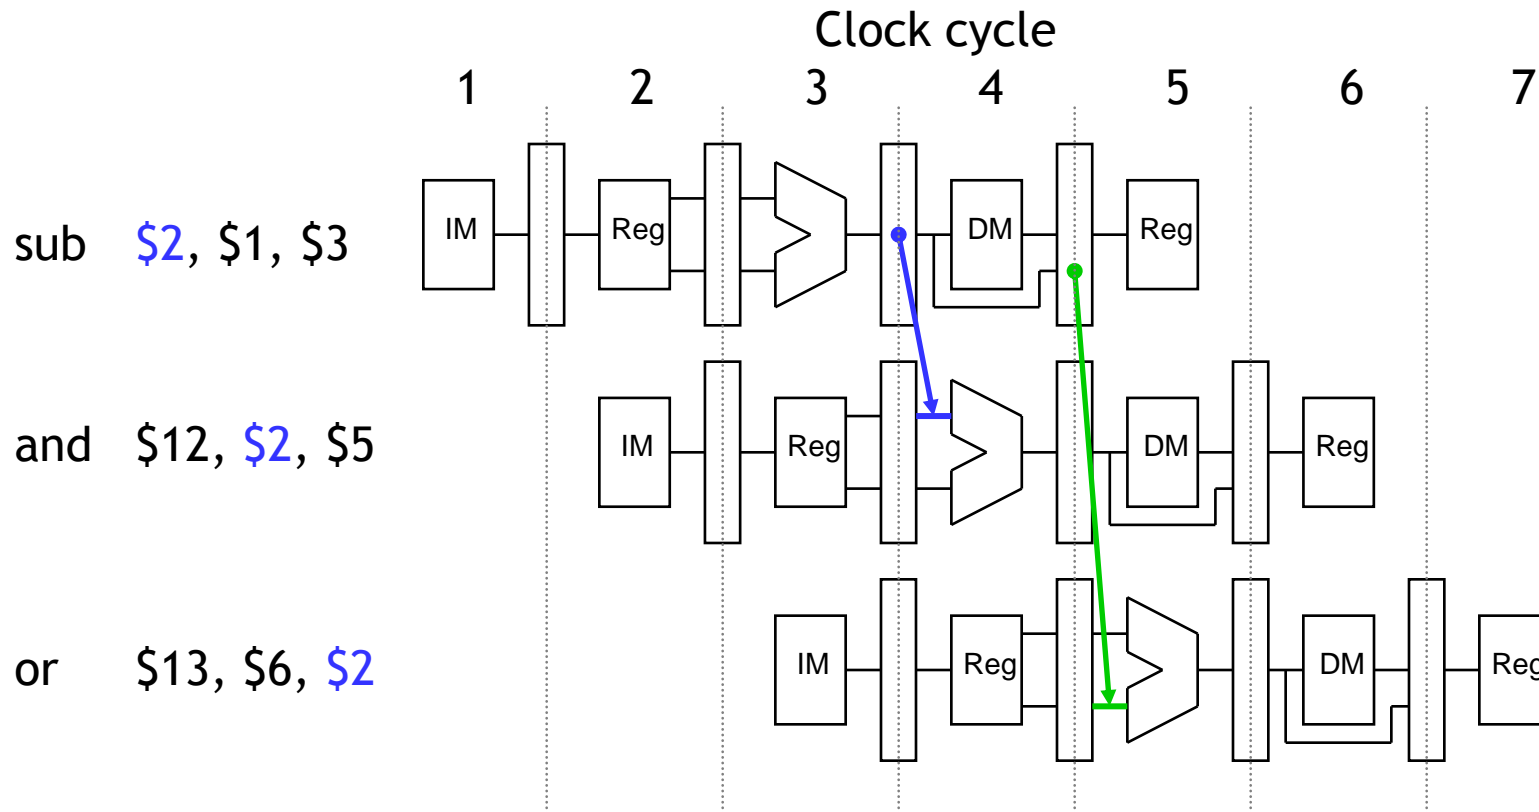 Clock cycle
1 2 3 4 5 6 7
sub $2, $1, $3 IM Reg DM Reg
and $12, $2, $5 IM Reg DM Reg
or $13, $6, $2 IM Reg DM Reg